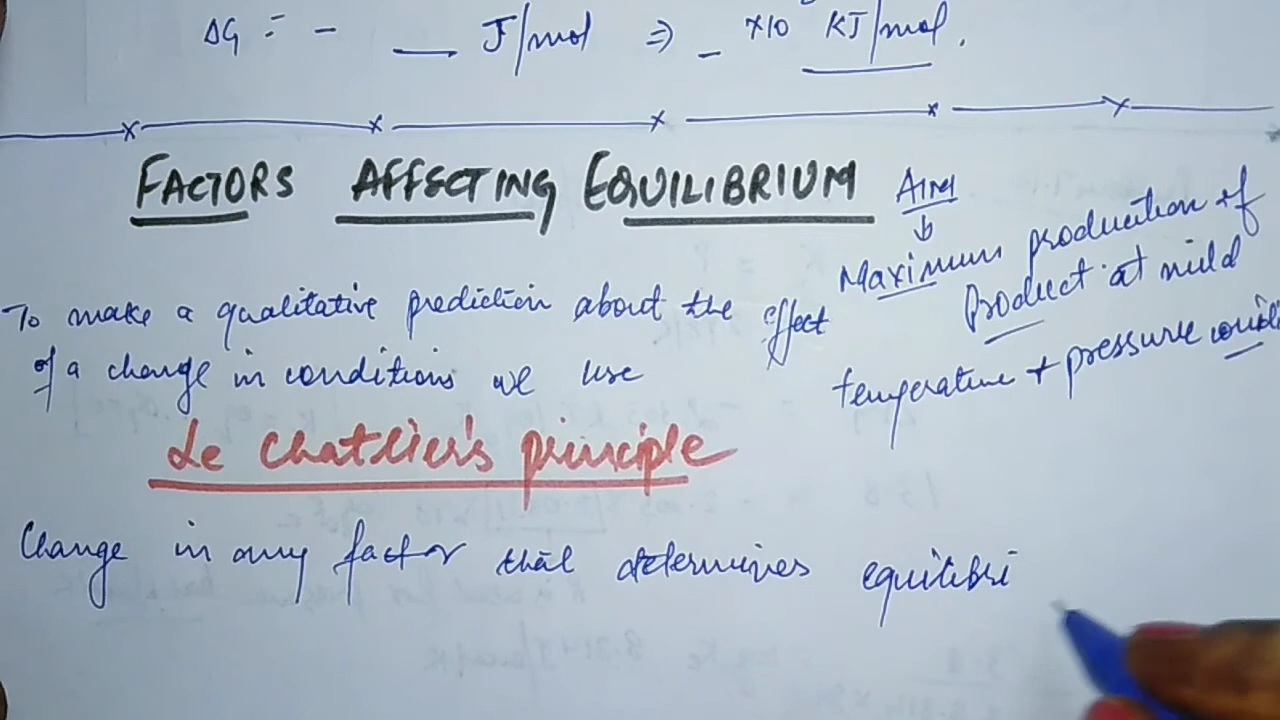 ΔG = - __ J/mol ⇒ _ ×10 KJ/mol.
FACTORS AFFECTING EQUILIBRIUM
AIM
↓
Maximum production of
product at mild
temperature + pressure
To make a qualitative prediction about the effect
of a change in conditions we use
Le Chatlier's principle
Change in any factor that determines equilibri